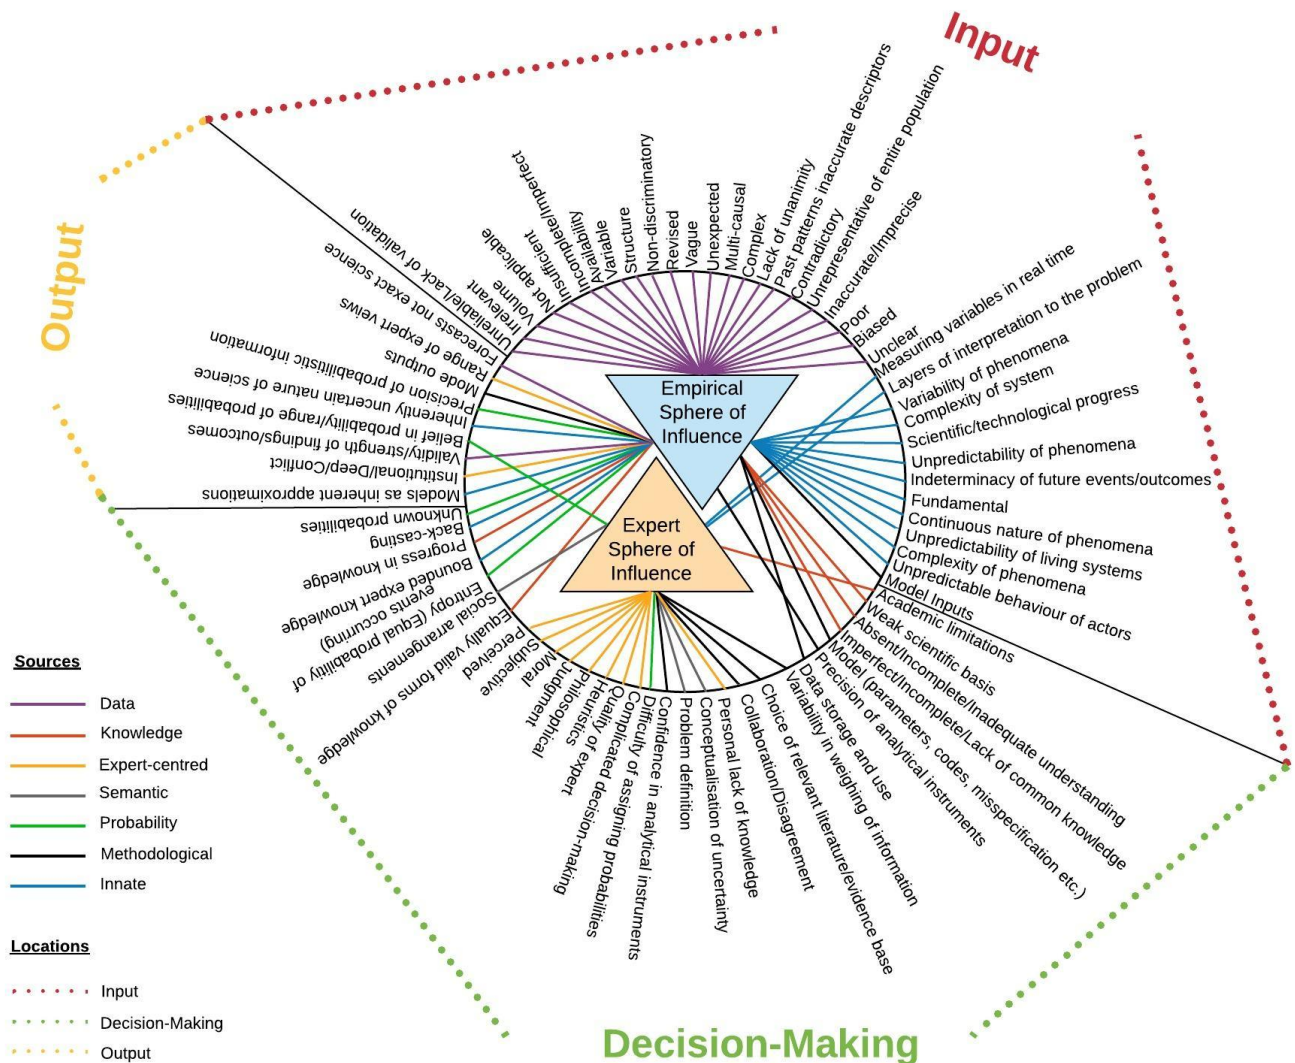 Input
Output
Decision-Making
Empirical
Sphere of
Influence
Expert
Sphere of
Influence
Unreliable/Lack of validation
Irrelevant
Volume
Not applicable
Insufficient
Incomplete/Imperfect
Availability
Variable
Structure
Non-discriminatory
Revised
Vague
Unexpected
Multi-causal
Complex
Lack of unanimity
Past patterns inaccurate descriptors
Contradictory
Unrepresentative of entire population
Inaccurate/Imprecise
Poor
Biased
Unclear
Measuring variables in real time
Layers of interpretation to the problem
Variability of phenomena
Complexity of system
Scientific/technological progress
Unpredictability of phenomena
Indeterminacy of future events/outcomes
Fundamental
Continuous nature of phenomena
Unpredictability of living systems
Complexity of phenomena
Unpredictable behaviour of actors
Model Inputs
Academic limitations
Weak scientific basis
Absent/Incomplete/Inadequate understanding
Imperfect/Incomplete/Lack of common knowledge
Model (parameters, codes, misspecification etc.)
Precision of analytical instruments
Data storage and use
Variability in weighing of information
Choice of relevant literature/evidence base
Collaboration/Disagreement
Personal lack of knowledge
Conceptualisation of uncertainty
Problem definition
Confidence in analytical instruments
Difficulty of assigning probabilities
Complicated decision-making
Quality of expert
Heuristics
Philosophical
Judgment
Moral
Subjective
Perceived
Equally valid forms of knowledge
Social arrangements
Entropy (Equal probability of
events occuring)
Bounded expert knowledge
Progress in knowledge
Back-casting
Unknown probabilities
Models as inherent approximations
Institutional/Deep/Conflict
Validity/strength of findings/outcomes
Belief in probability/range of probabilities
Inherently uncertain nature of science
Precision of probabilistitic information
Mode outputs
Range of expert veiws
Forecasts not exact science
Sources
Data
Knowledge
Expert-centred
Semantic
Probability
Methodological
Innate
Locations
Input
Decision-Making
Output